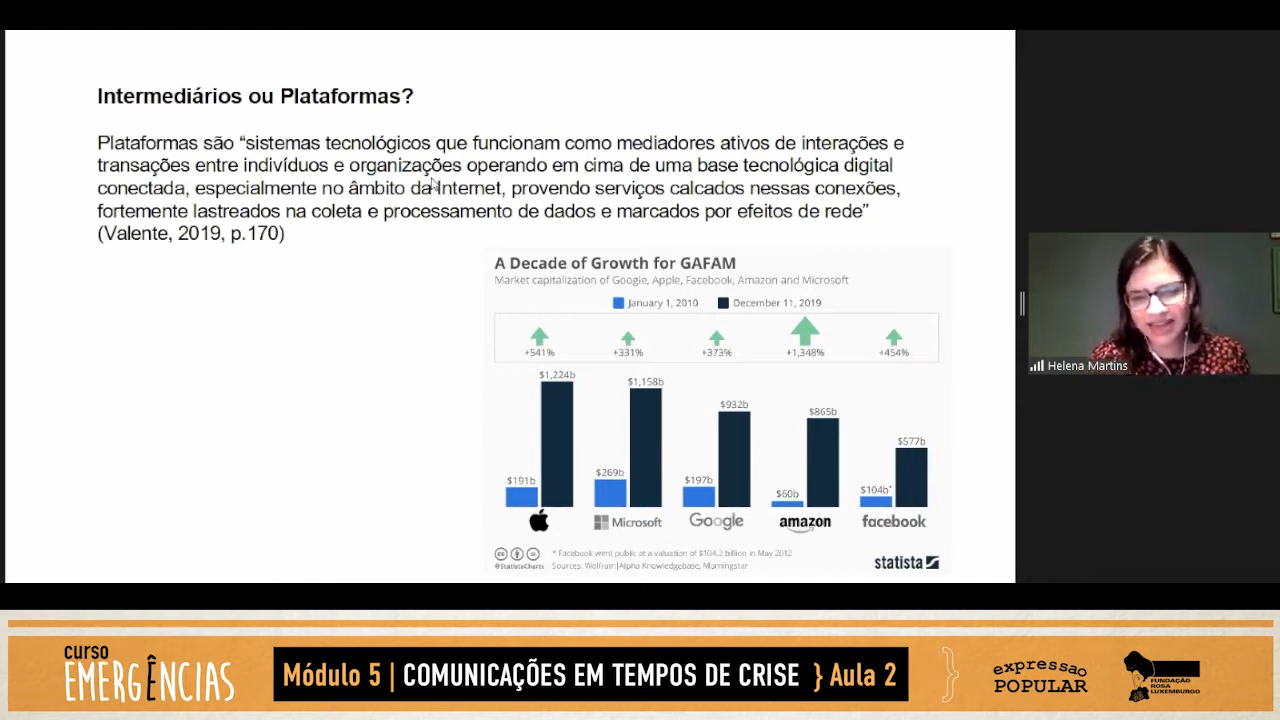 Intermediários ou Plataformas?
Plataformas são “sistemas tecnológicos que funcionam como mediadores ativos de interações e
transações entre indivíduos e organizações operando em cima de uma base tecnológica digital
conectada, especialmente no âmbito da Internet, provendo serviços calcados nessas conexões,
fortemente lastreados na coleta e processamento de dados e marcados por efeitos de rede”
(Valente, 2019, p.170)
A Decade of Growth for GAFAM
Market capitalization of Google, Apple, Facebook, Amazon and Microsoft
January 1, 2010 December 11, 2019
+541% +331% +373% +1,348% +454%
$1,224b $1,158b $932b $865b $577b
$191b $269b $197b $60b $104b*
Microsoft Google amazon facebook
* Facebook went public at a valuation of $104.2 billion in May 2012
@StatistaCharts Sources: Wolfram|Alpha Knowledgebase, Morningstar
statista
Helena Martins
curso
EMERGÊNCIAS
Módulo 5 | COMUNICAÇÕES EM TEMPOS DE CRISE } Aula 2
expressao
POPULAR
FUNDAÇÃO
ROSA
LUXEMBURGO